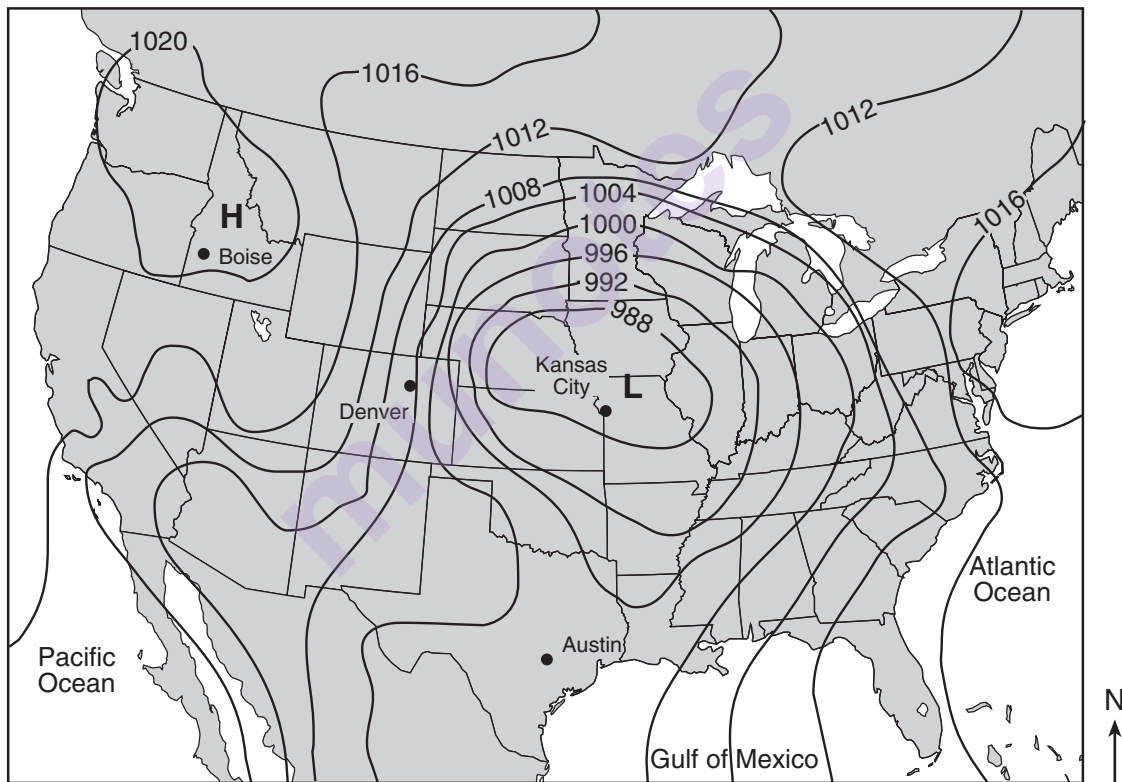 1020
1016
1012
1012
1008
1004
1000
996
992
988
1016
H
Boise
Kansas
City
L
Denver
Austin
Atlantic
Ocean
Pacific
Ocean
Gulf of Mexico
N
munotes